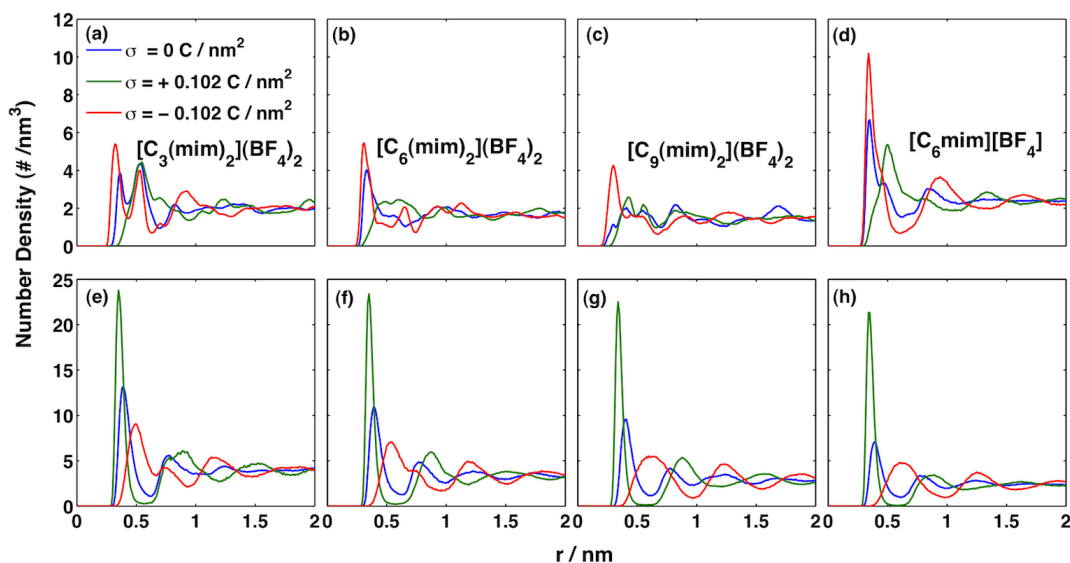 12
10
8
6
4
2
0
(a)
σ = 0 C / nm²
σ = + 0.102 C / nm²
σ = − 0.102 C / nm²
[C₃(mim)₂](BF₄)₂
(b)
[C₆(mim)₂](BF₄)₂
(c)
[C₉(mim)₂](BF₄)₂
(d)
[C₆mim][BF₄]
Number Density (# /nm³)
25
20
15
10
5
0
(e)
(f)
(g)
(h)
0 0.5 1 1.5 2 0.5 1 1.5 2 0.5 1 1.5 2 0 0.5 1 1.5 2
r / nm